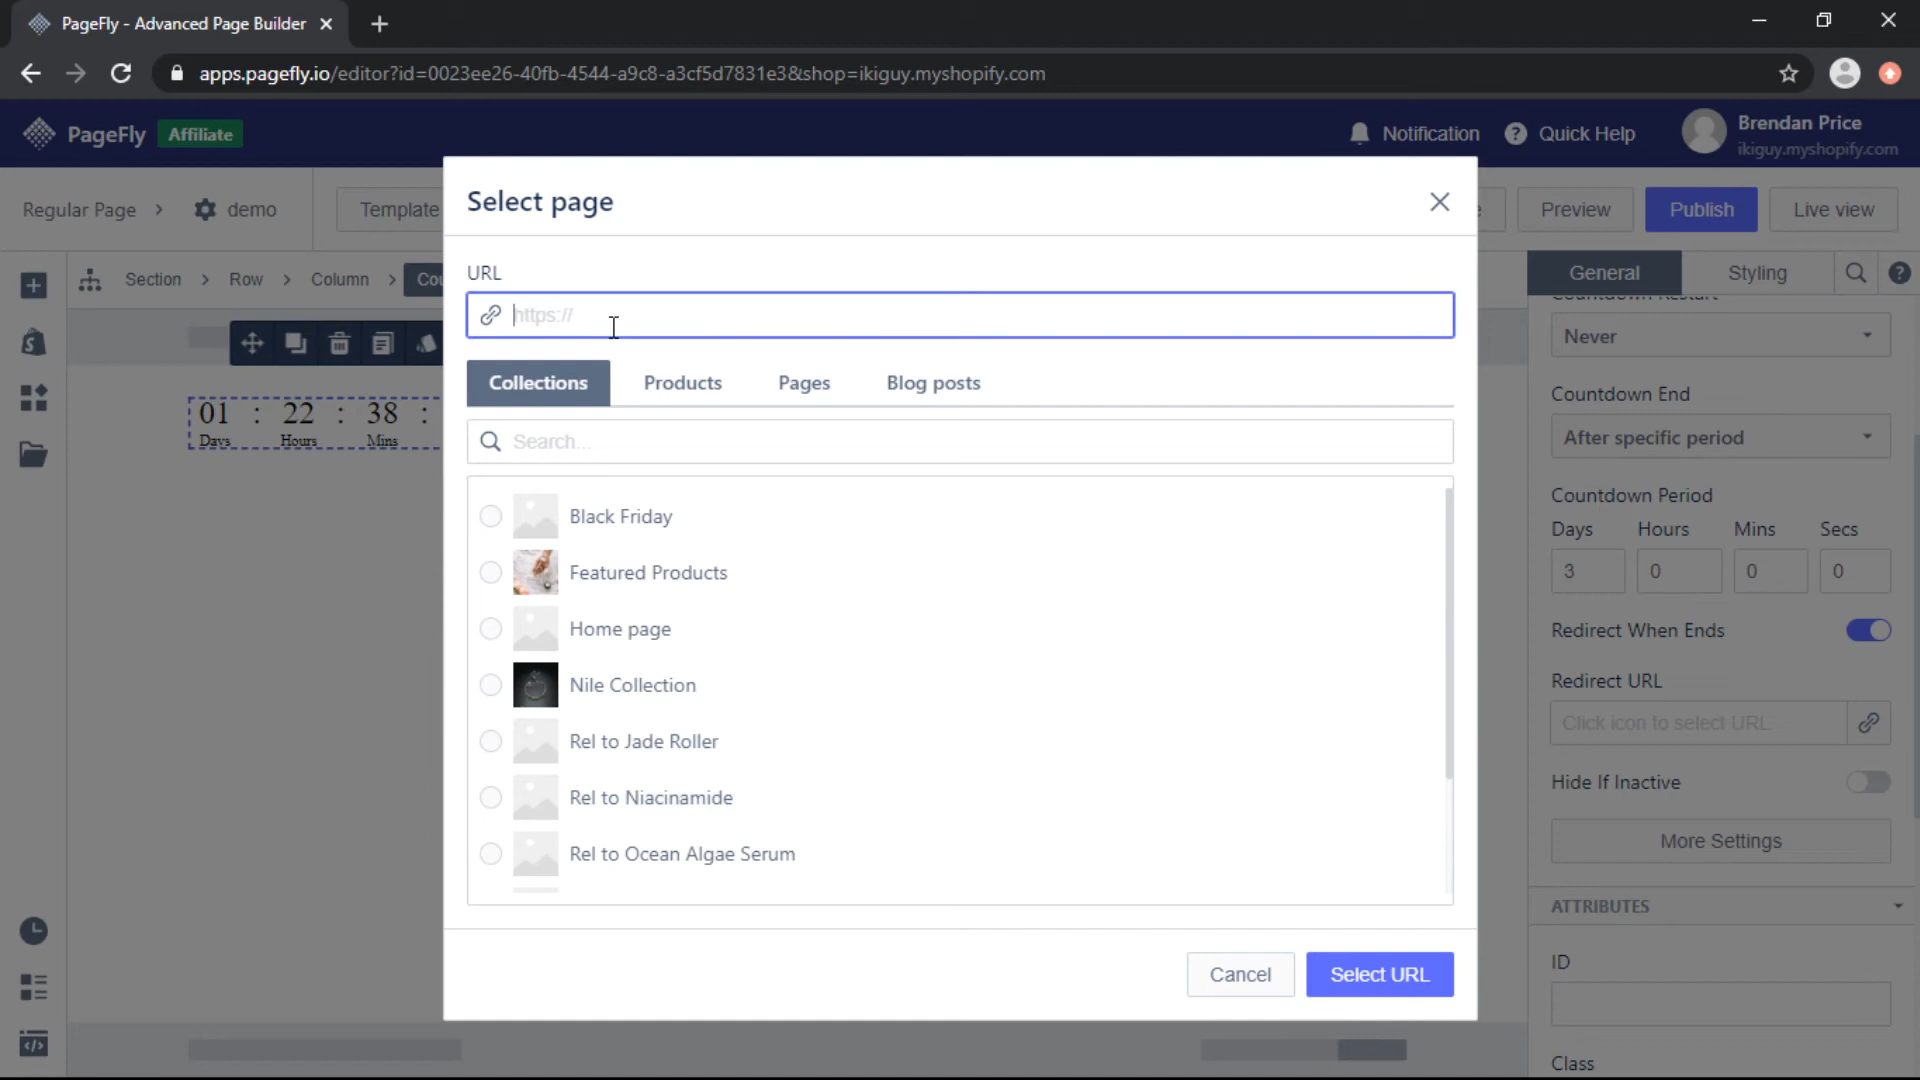 PageFly - Advanced Page Builder
apps.pagefly.io/editor?id=0023ee26-40fb-4544-a9c8-a3cf5d7831e3&shop=ikiguy.myshopify.com
PageFly Affiliate
Notification Quick Help
Brendan Price
ikiguy.myshopify.com
Regular Page > demo
Template
Preview Publish Live view
Section > Row > Column >
01 : 22 : 38 :
Days Hours Mins
Select page
URL
https://
Collections Products Pages Blog posts
Search...
Black Friday
Featured Products
Home page
Nile Collection
Rel to Jade Roller
Rel to Niacinamide
Rel to Ocean Algae Serum
Cancel Select URL
General Styling
Countdown Restart
Never
Countdown End
After specific period
Countdown Period
Days Hours Mins Secs
3 0 0 0
Redirect When Ends
Redirect URL
Click icon to select URL
Hide If Inactive
More Settings
ATTRIBUTES
ID
Class